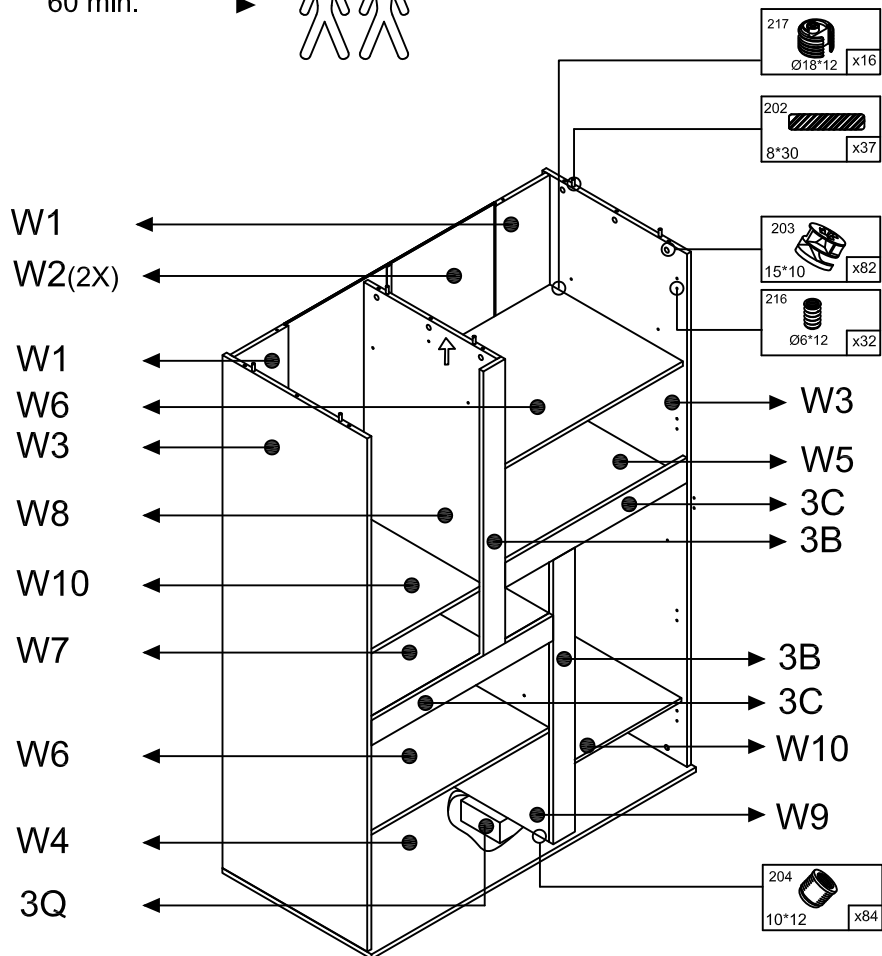 60 min.
217
Ø18*12
x16
202
8*30
x37
203
15*10
x82
216
Ø6*12
x32
W1
W2(2X)
W1
W6
W3
W8
W10
W7
W6
W4
3Q
W3
W5
3C
3B
3B
3C
W10
W9
204
10*12
x84